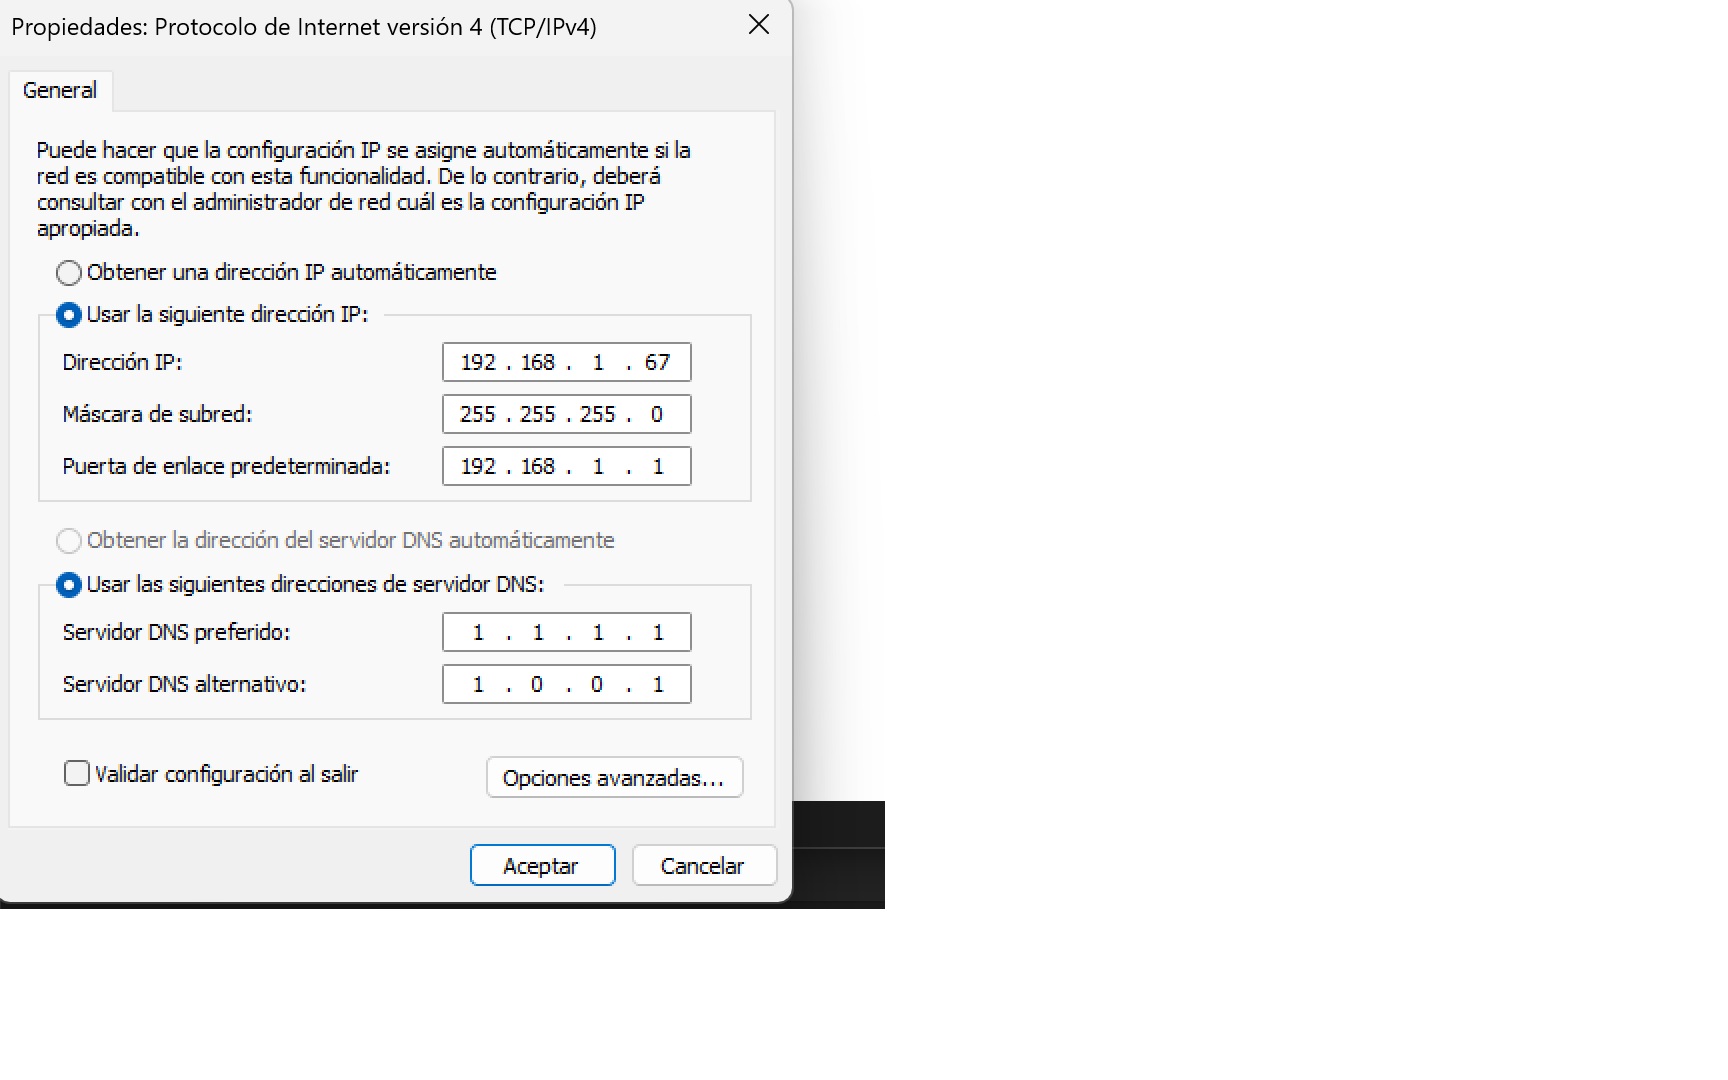 Propiedades: Protocolo de Internet versión 4 (TCP/IPv4)
General
Puede hacer que la configuración IP se asigne automáticamente si la
red es compatible con esta funcionalidad. De lo contrario, deberá
consultar con el administrador de red cuál es la configuración IP
apropiada.
Obtener una dirección IP automáticamente
Usar la siguiente dirección IP:
Dirección IP: 192 . 168 . 1 . 67
Máscara de subred: 255 . 255 . 255 . 0
Puerta de enlace predeterminada: 192 . 168 . 1 . 1
Obtener la dirección del servidor DNS automáticamente
Usar las siguientes direcciones de servidor DNS:
Servidor DNS preferido: 1 . 1 . 1 . 1
Servidor DNS alternativo: 1 . 0 . 0 . 1
Validar configuración al salir Opciones avanzadas...
Aceptar Cancelar